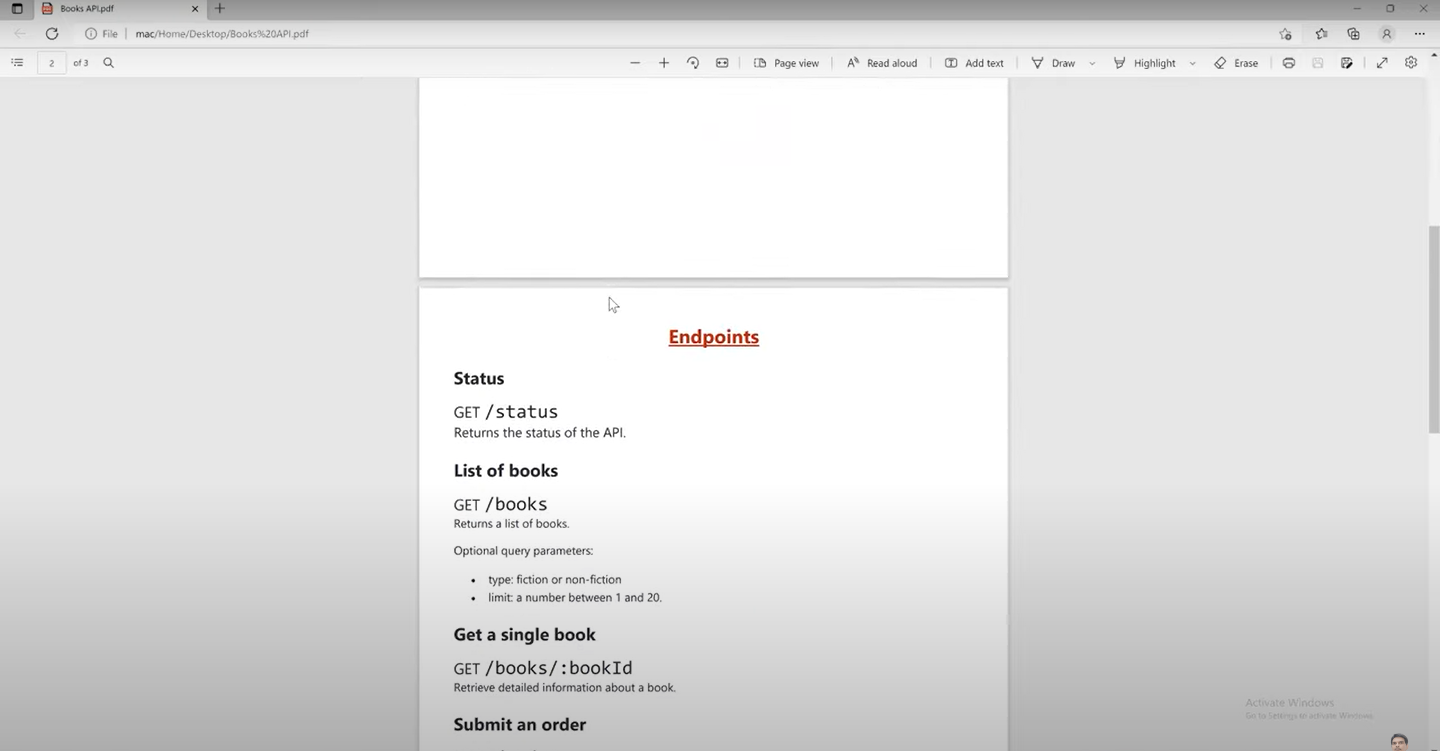 Books API.pdf
File
mac/Home/Desktop/Books%20API.pdf
2 of 3
Page view
Read aloud
Add text
Draw
Highlight
Erase
Endpoints
Status
GET /status
Returns the status of the API.
List of books
GET /books
Returns a list of books.
Optional query parameters:
• type: fiction or non-fiction
• limit: a number between 1 and 20.
Get a single book
GET /books/:bookId
Retrieve detailed information about a book.
Submit an order
Activate Windows
Go to Settings to activate Windows.